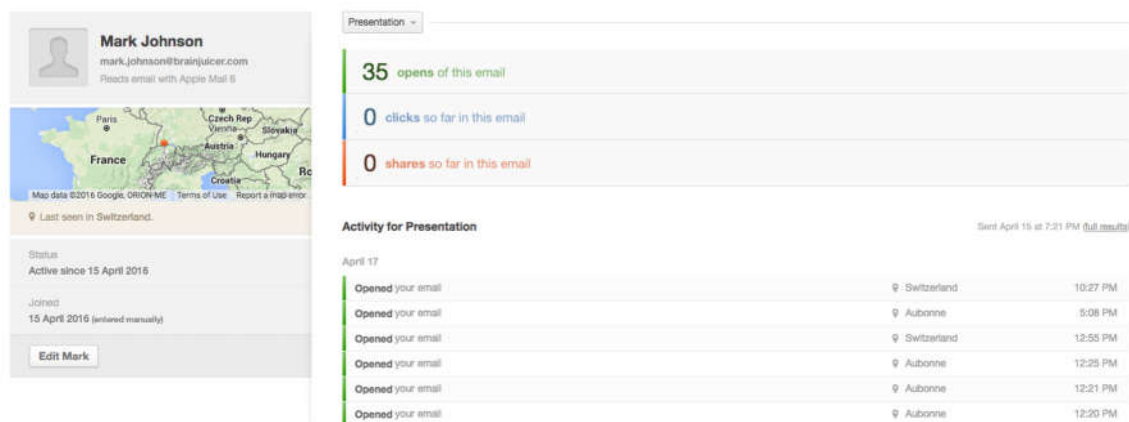 Mark Johnson
mark.johnson@brainjuicer.com
Reads email with Apple Mail 6
Paris
Czech Rep
Vienna
Slovakia
Austria
France
Hungary
Croatia
Ro
Map data ©2016 Google, ORION-ME Terms of Use Report a map error
Last seen in Switzerland.
Status
Active since 15 April 2016
Joined
15 April 2016 (entered manually)
Edit Mark
Presentation
35 opens of this email
0 clicks so far in this email
0 shares so far in this email
Activity for Presentation Sent April 15 at 7:21 PM (full results)
April 17
Opened your email Switzerland 10:27 PM
Opened your email Aubonne 5:08 PM
Opened your email Switzerland 12:55 PM
Opened your email Aubonne 12:25 PM
Opened your email Aubonne 12:21 PM
Opened your email Aubonne 12:20 PM